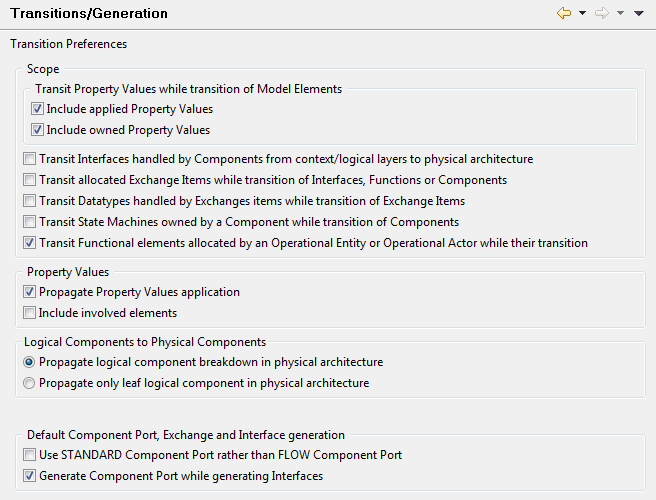 Transitions/Generation
Transition Preferences
Scope
Transit Property Values while transition of Model Elements
Include applied Property Values
Include owned Property Values
Transit Interfaces handled by Components from context/logical layers to physical architecture
Transit allocated Exchange Items while transition of Interfaces, Functions or Components
Transit Datatypes handled by Exchanges items while transition of Exchange Items
Transit State Machines owned by a Component while transition of Components
Transit Functional elements allocated by an Operational Entity or Operational Actor while their transition
Property Values
Propagate Property Values application
Include involved elements
Logical Components to Physical Components
Propagate logical component breakdown in physical architecture
Propagate only leaf logical component in physical architecture
Default Component Port, Exchange and Interface generation
Use STANDARD Component Port rather than FLOW Component Port
Generate Component Port while generating Interfaces